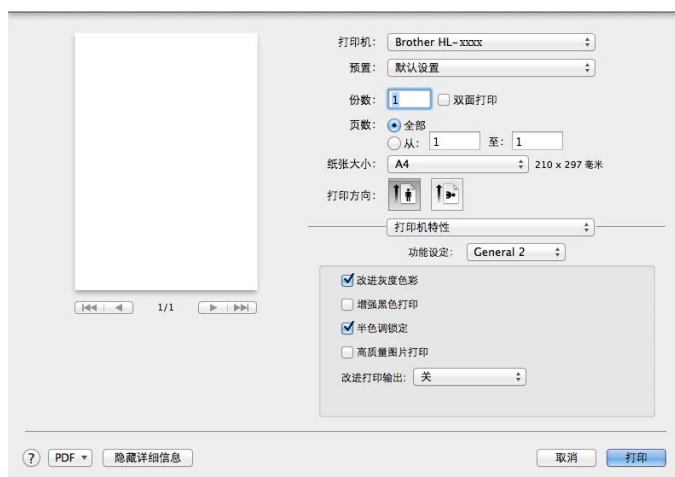 打印机: Brother HL-xxxx
预置: 默认设置
份数: 1 双面打印
页数: 全部
从: 1 至: 1
纸张大小: A4 210 x 297 毫米
打印方向:
打印机特性
功能设定: General 2
改进灰度色彩
增强黑色打印
半色调锁定
高质量图片打印
改进打印输出: 关
1/1
? PDF 隐藏详细信息 取消 打印